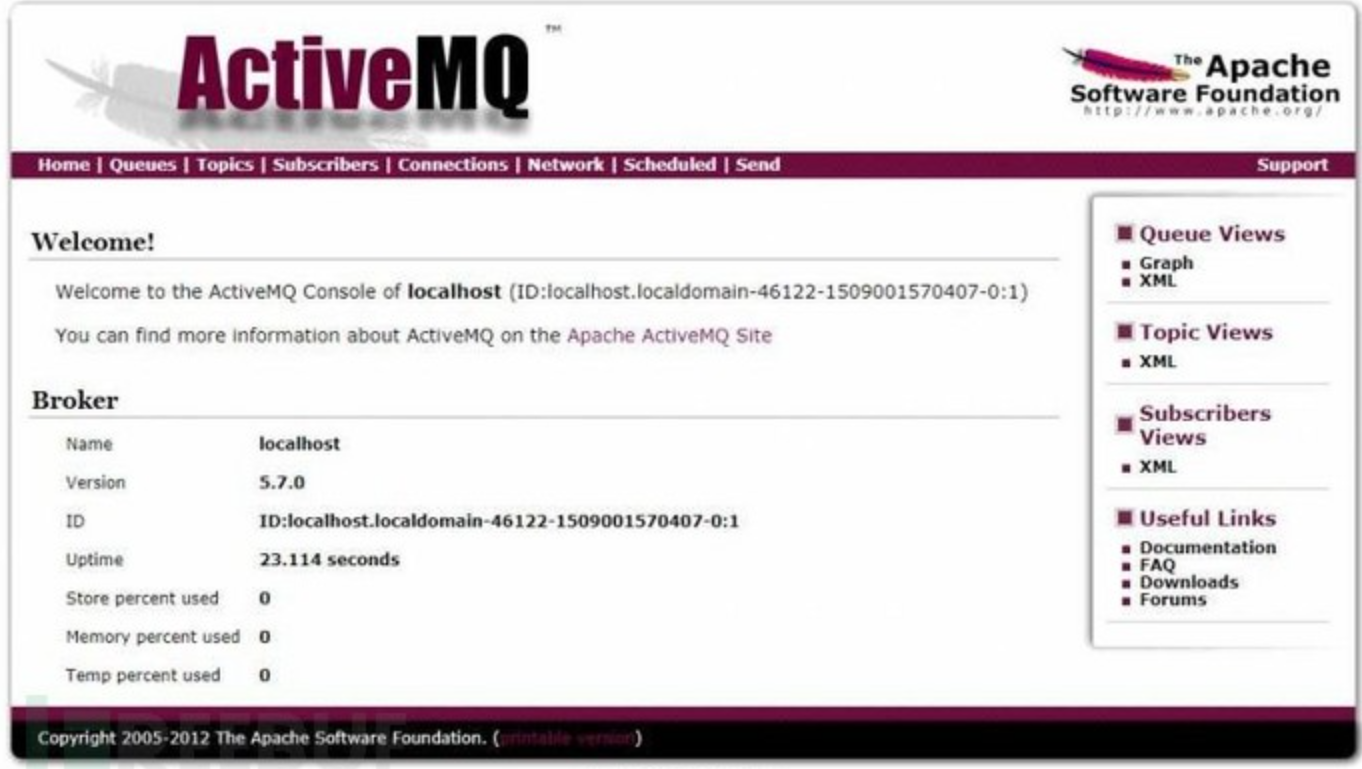 ActiveMQ ™
The Apache
Software Foundation
http://www.apache.org/
Home | Queues | Topics | Subscribers | Connections | Network | Scheduled | Send
Support
Welcome!
Welcome to the ActiveMQ Console of localhost (ID:localhost.localdomain-46122-1509001570407-0:1)
You can find more information about ActiveMQ on the Apache ActiveMQ Site
Broker
Name localhost
Version 5.7.0
ID ID:localhost.localdomain-46122-1509001570407-0:1
Uptime 23.114 seconds
Store percent used 0
Memory percent used 0
Temp percent used 0
Queue Views
Graph
XML
Topic Views
XML
Subscribers
Views
XML
Useful Links
Documentation
FAQ
Downloads
Forums
Copyright 2005-2012 The Apache Software Foundation. (printable version)